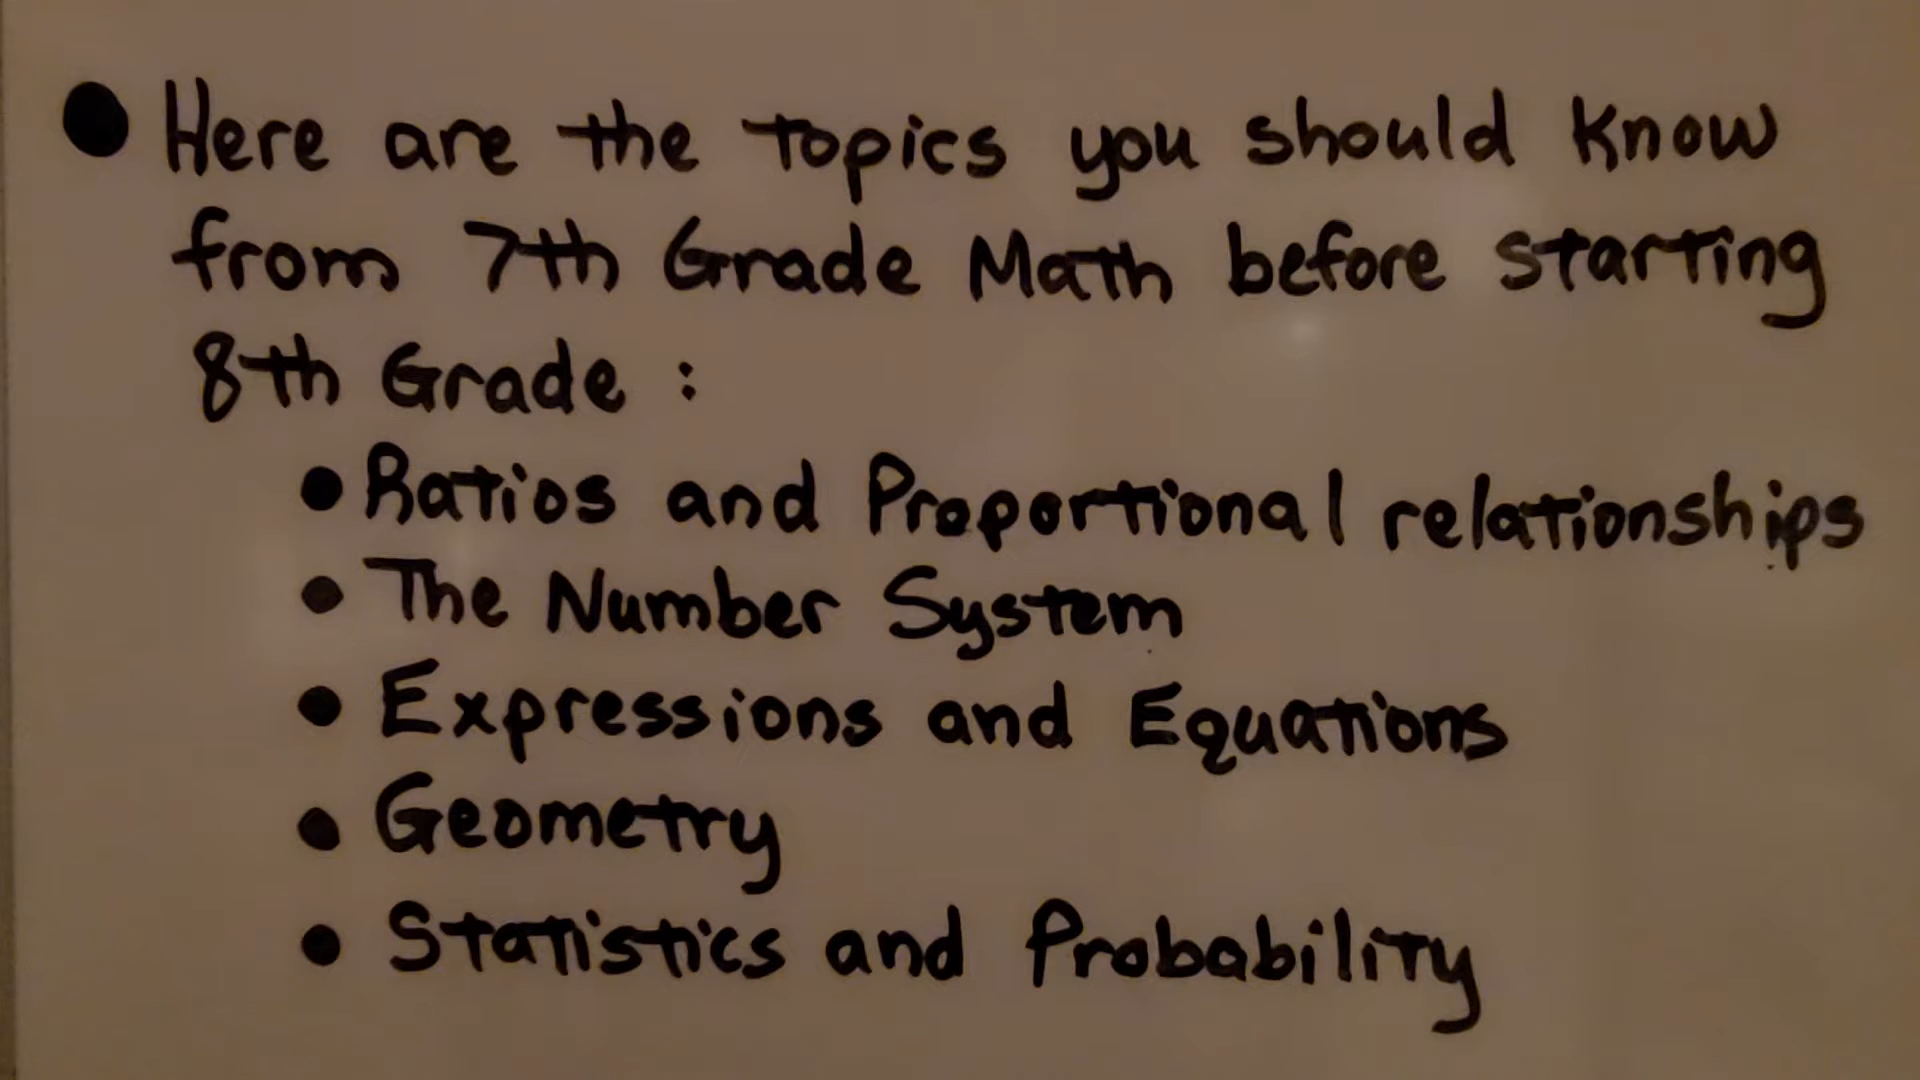 ● Here are the topics you should know
from 7th Grade Math before starting
8th Grade :
● Ratios and Proportional relationships
● The Number System
● Expressions and Equations
● Geometry
● Statistics and Probability